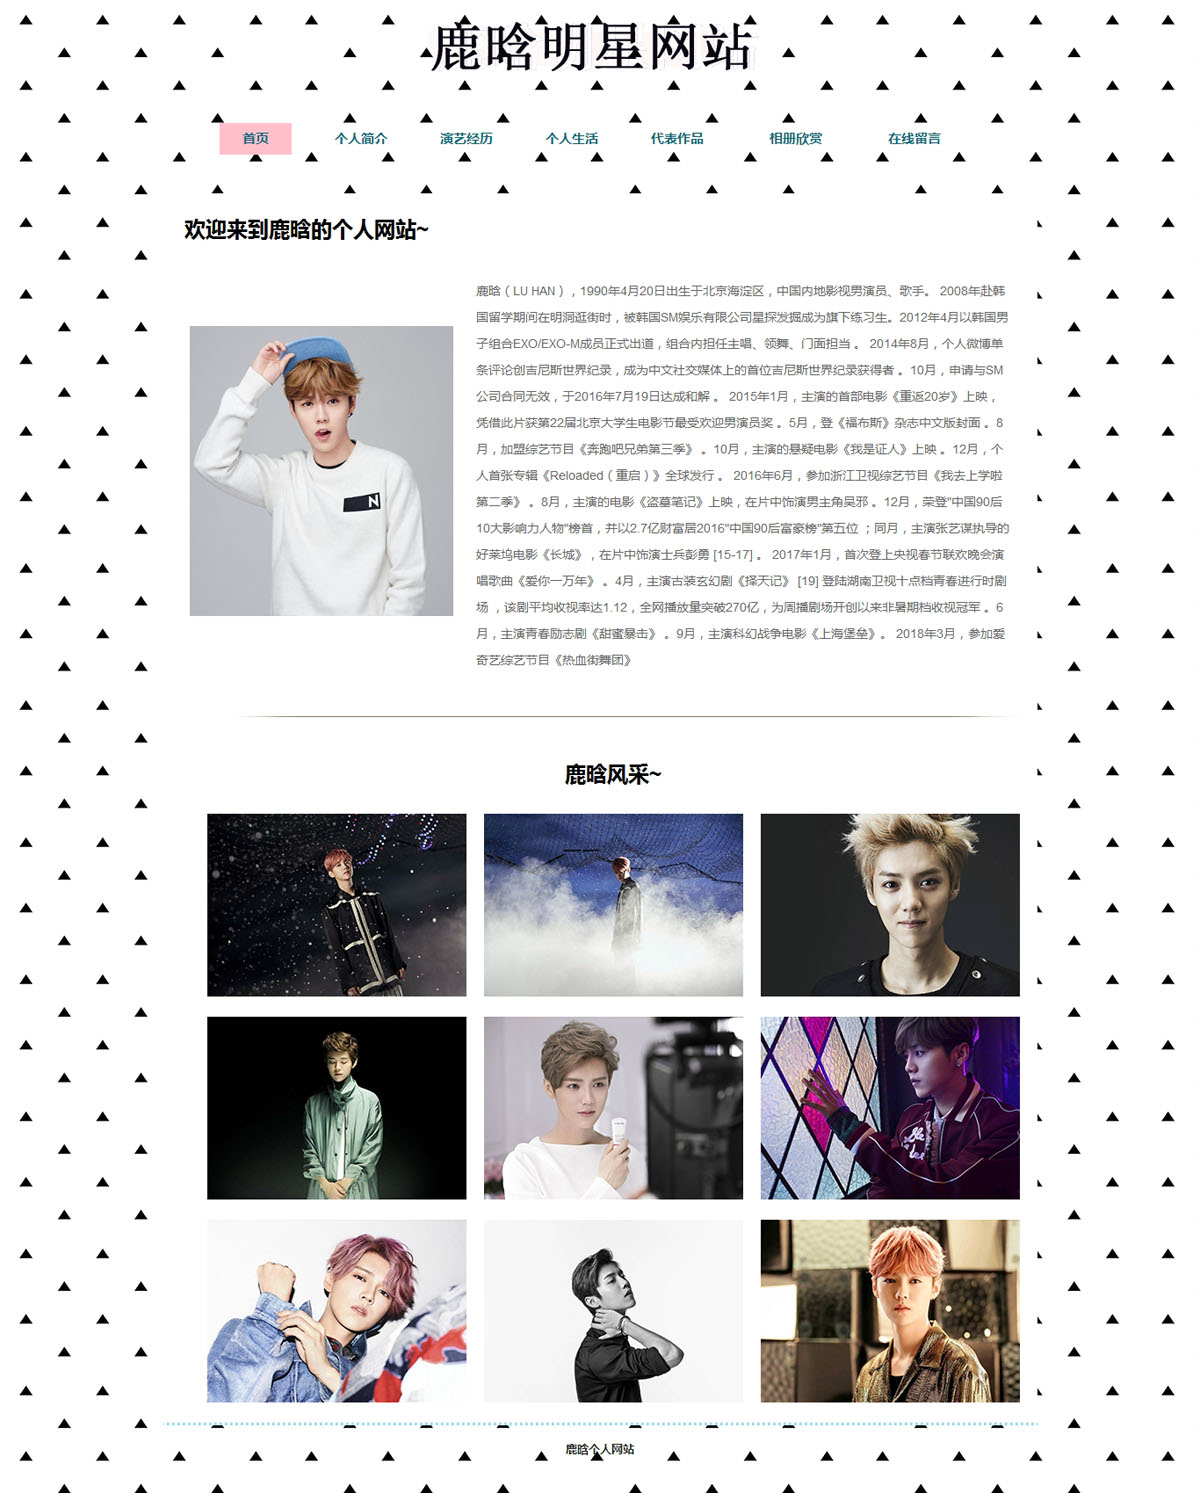 鹿晗明星网站
首页 个人简介 演艺经历 个人生活 代表作品 相册欣赏 在线留言
欢迎来到鹿晗的个人网站~
鹿晗（LU HAN），1990年4月20日出生于北京海淀区，中国内地影视男演员、歌手。 2008年赴韩
国留学期间在明洞逛街时，被韩国SM娱乐有限公司星探发掘成为旗下练习生。2012年4月以韩国男
子组合EXO/EXO-M成员正式出道，组合内担任主唱、领舞、门面担当 。 2014年8月，个人微博单
条评论创吉尼斯世界纪录，成为中文社交媒体上的首位吉尼斯世界纪录获得者 。10月，申请与SM
公司合同无效，于2016年7月19日达成和解 。 2015年1月，主演的首部电影《重返20岁》上映，
凭借此片获第22届北京大学生电影节最受欢迎男演员奖 。5月，登《福布斯》杂志中文版封面 。8
月，加盟综艺节目《奔跑吧兄弟第三季》 。10月，主演的悬疑电影《我是证人》上映 。12月，个
人首张专辑《Reloaded（重启）》全球发行 。 2016年6月，参加浙江卫视综艺节目《我去上学啦
第二季》 。8月，主演的电影《盗墓笔记》上映，在片中饰演男主角吴邪 。12月，荣登"中国90后
10大影响力人物"榜首，并以2.7亿财富居2016"中国90后富豪榜"第五位 ；同月，主演张艺谋执导的
好莱坞电影《长城》，在片中饰演士兵彭勇 [15-17] 。 2017年1月，首次登上央视春节联欢晚会演
唱歌曲《爱你一万年》 。4月，主演古装玄幻剧《择天记》 [19] 登陆湖南卫视十点档青春进行时剧
场 ，该剧平均收视率达1.12，全网播放量突破270亿，为周播剧场开创以来非暑期档收视冠军 。6
月，主演青春励志剧《甜蜜暴击》 。9月，主演科幻战争电影《上海堡垒》。 2018年3月，参加爱
奇艺综艺节目《热血街舞团》
N
鹿晗风采~
鹿晗个人网站